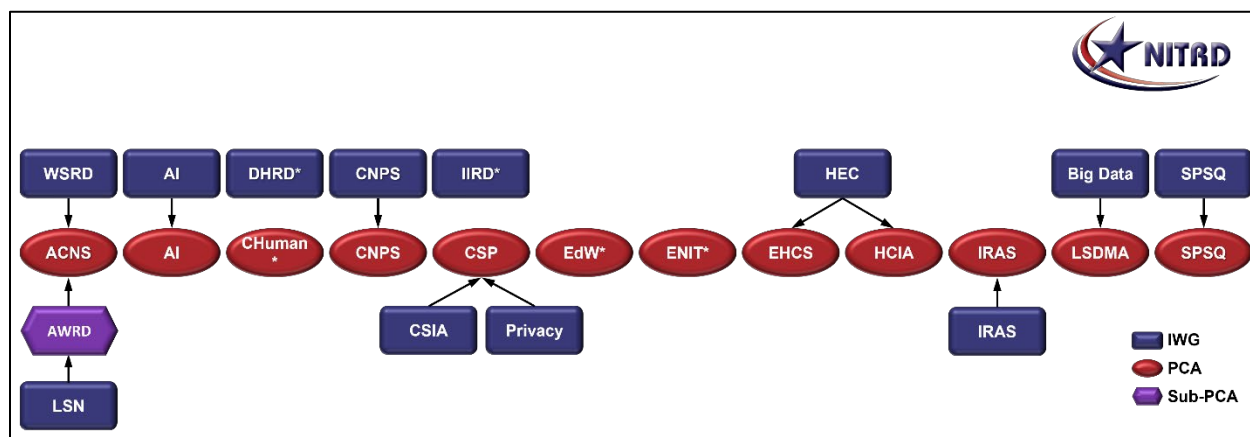 NITRD
WSRD
AI
DHRD*
CNPS
IIRD*
HEC
Big Data
SPSQ
ACNS
AI
CHuman
*
CNPS
CSP
EdW*
ENIT*
EHCS
HCIA
IRAS
LSDMA
SPSQ
AWRD
CSIA
Privacy
IRAS
LSN
IWG
PCA
Sub-PCA